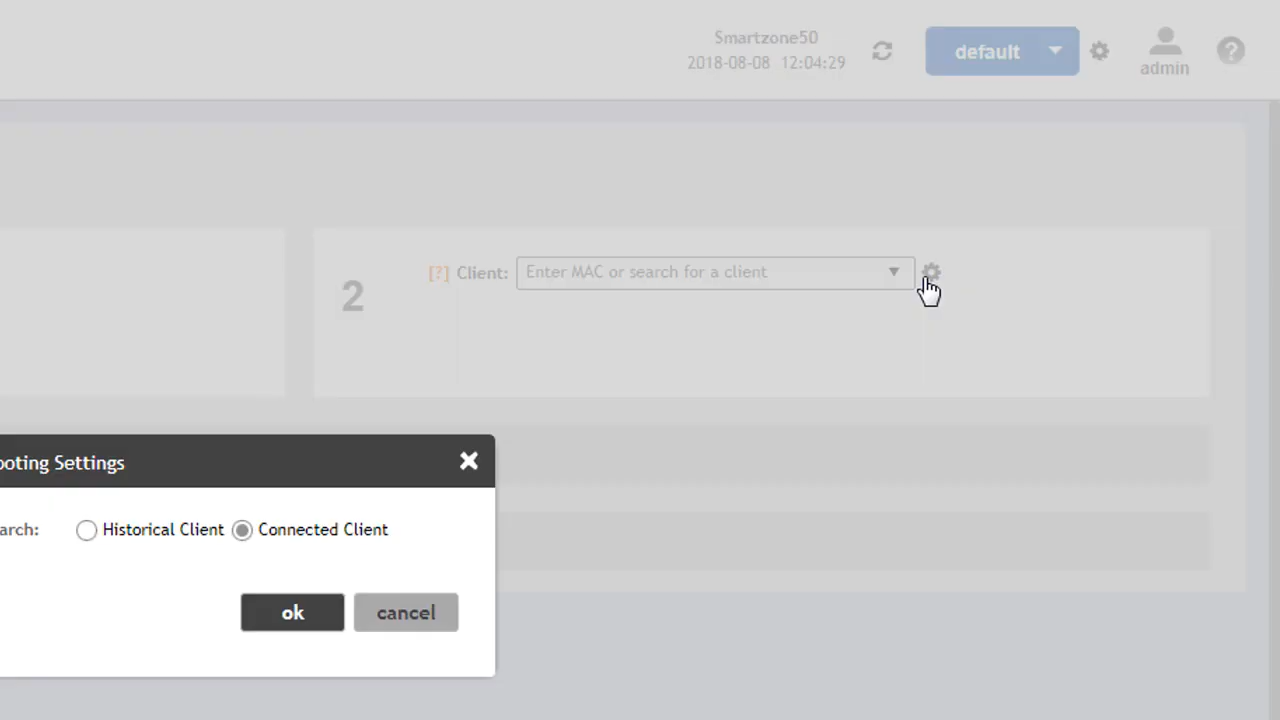 Smartzone50
2018-08-08 12:04:29
default
admin
?
2
[?] Client: Enter MAC or search for a client
ooting Settings
arch: Historical Client Connected Client
ok cancel